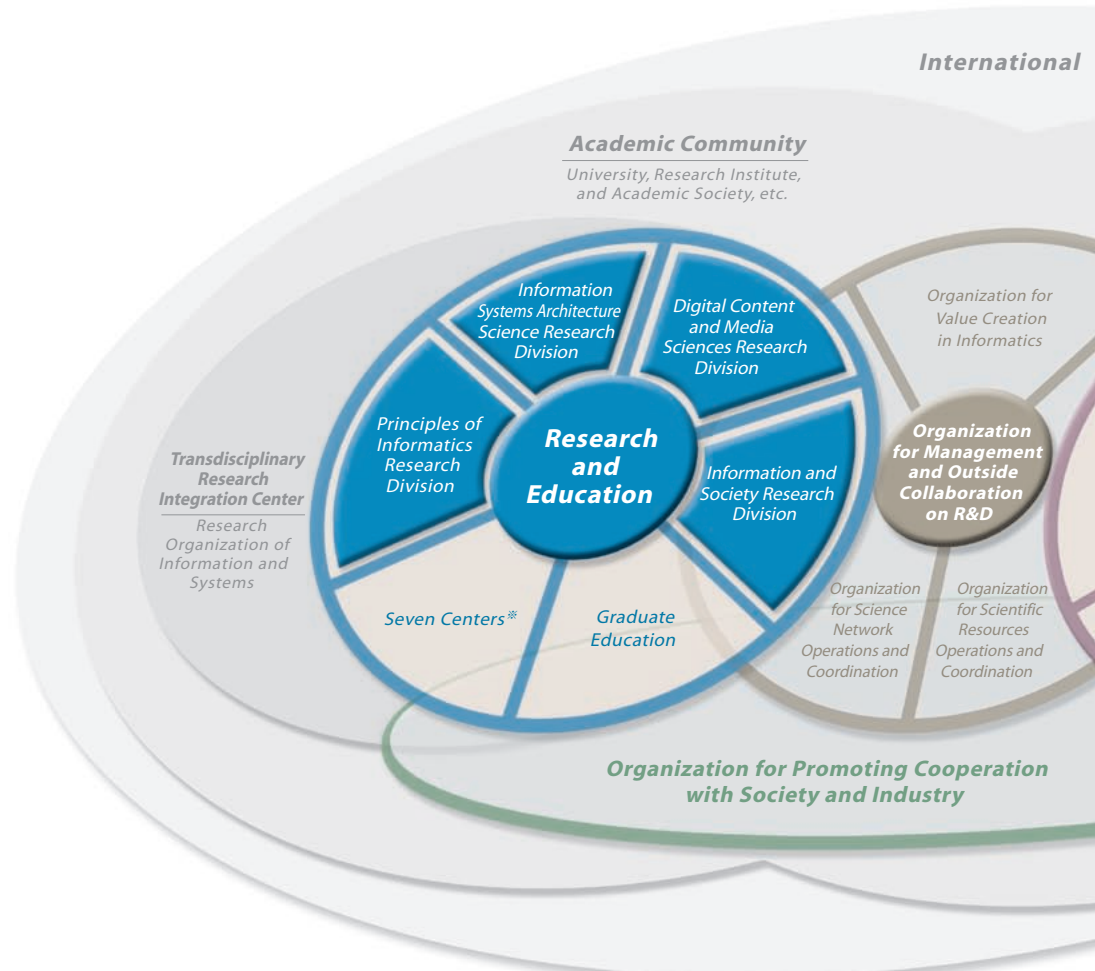 International
Academic Community
University, Research Institute,
and Academic Society, etc.
Information
Systems Architecture
Science Research
Division
Digital Content
and Media
Sciences Research
Division
Organization for
Value Creation
in Informatics
Principles of
Informatics
Research
Division
Research
and
Education
Information and
Society Research
Division
Organization
for Management
and Outside
Collaboration
on R&D
Transdisciplinary
Research
Integration Center
Research
Organization of
Information and
Systems
Seven Centers※
Graduate
Education
Organization
for Science
Network
Operations and
Coordination
Organization
for Scientific
Resources
Operations and
Coordination
Organization for Promoting Cooperation
with Society and Industry